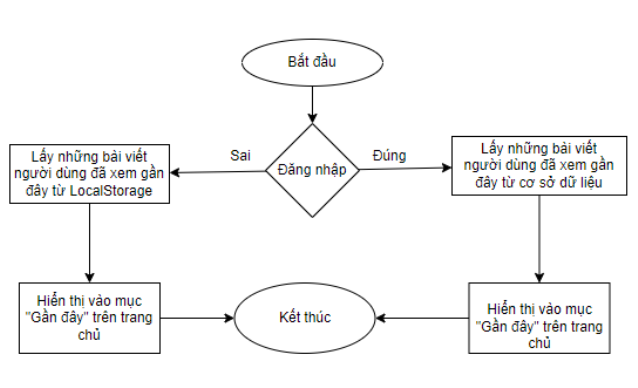 Bắt đầu
Sai
Đăng nhập
Đúng
Lấy những bài viết
người dùng đã xem gần
đây từ LocalStorage
Lấy những bài viết
người dùng đã xem gần
đây từ cơ sở dữ liệu
Hiển thị vào mục
"Gần đây" trên trang
chủ
Kết thúc
Hiển thị vào mục
"Gần đây" trên trang
chủ